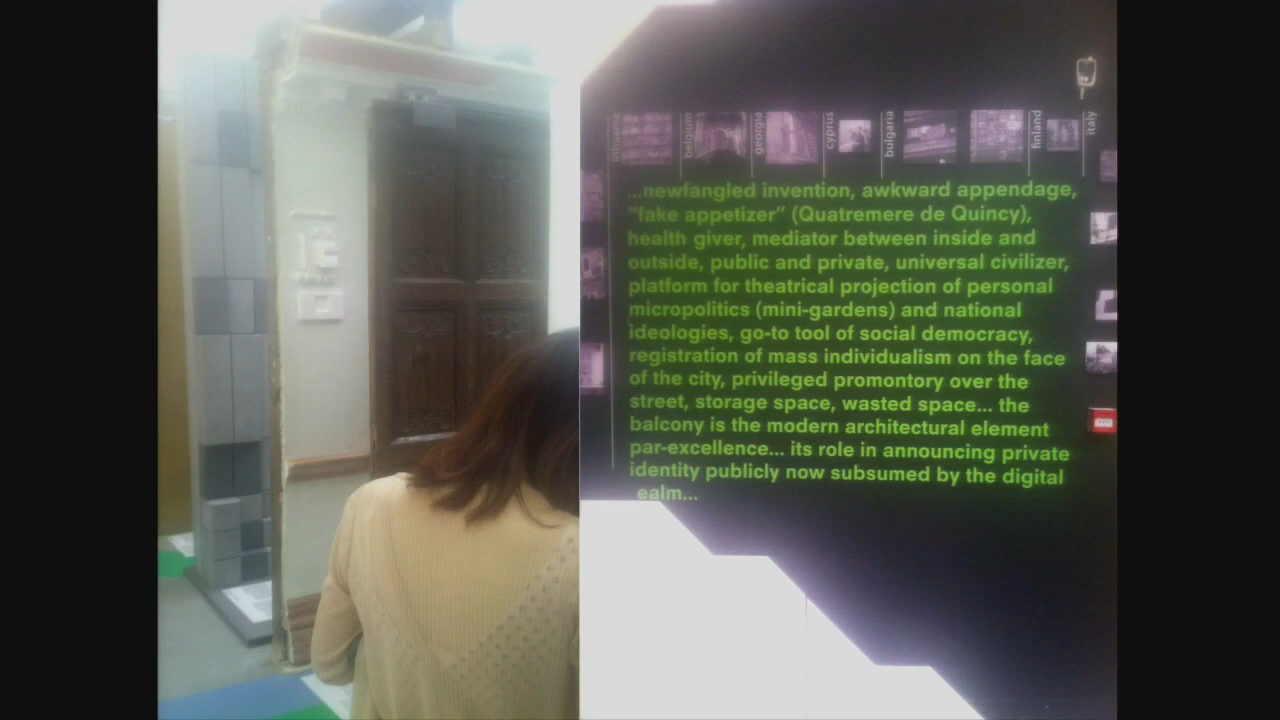 lithuania
belgium
georgia
cyprus
bulgaria
finland
italy
...newfangled invention, awkward appendage,
“fake appetizer” (Quatremere de Quincy),
health giver, mediator between inside and
outside, public and private, universal civilizer,
platform for theatrical projection of personal
micropolitics (mini-gardens) and national
ideologies, go-to tool of social democracy,
registration of mass individualism on the face
of the city, privileged promontory over the
street, storage space, wasted space... the
balcony is the modern architectural element
par-excellence... its role in announcing private
identity publicly now subsumed by the digital
ealm...